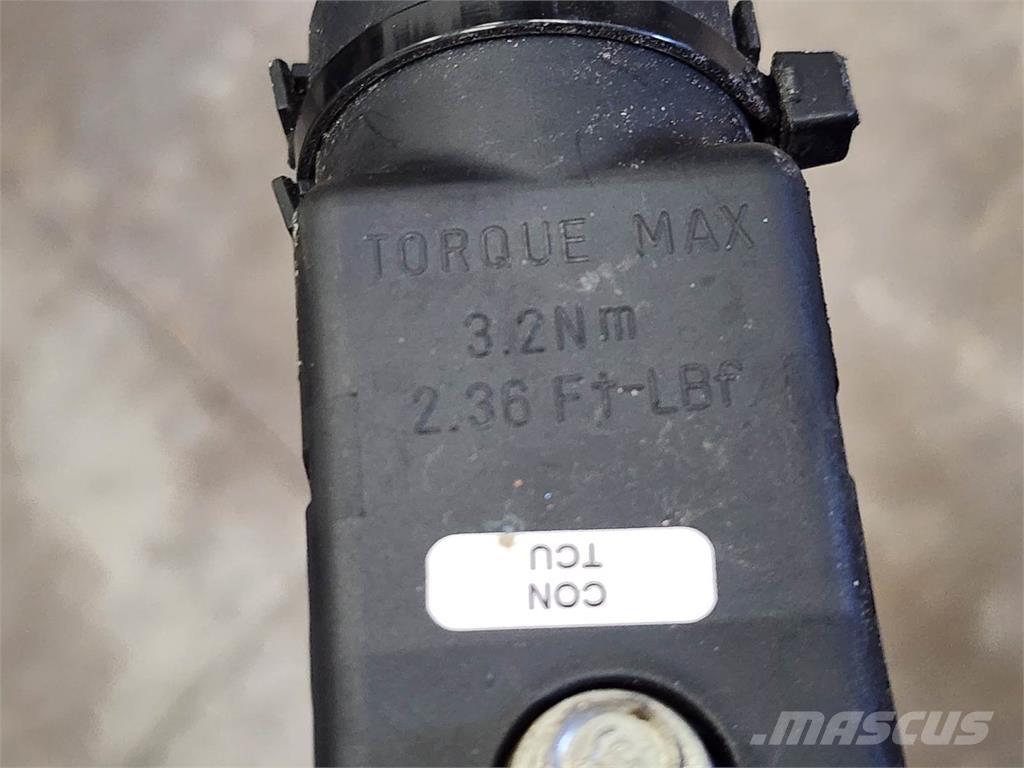 TORQUE MAX
3.2Nm
2.36 Ft-LBf
CON
TCU
MASCUS